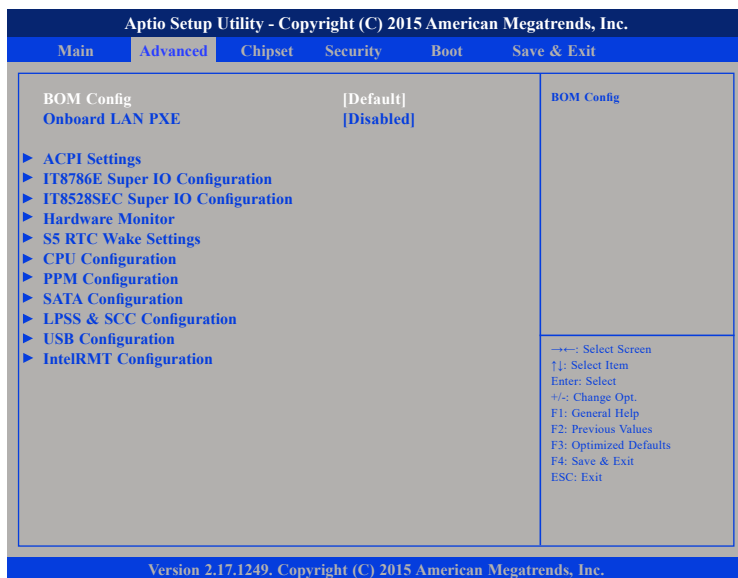 Aptio Setup Utility - Copyright (C) 2015 American Megatrends, Inc.
Main Advanced Chipset Security Boot Save & Exit
BOM Config [Default]
Onboard LAN PXE [Disabled]
► ACPI Settings
► IT8786E Super IO Configuration
► IT8528SEC Super IO Configuration
► Hardware Monitor
► S5 RTC Wake Settings
► CPU Configuration
► PPM Configuration
► SATA Configuration
► LPSS & SCC Configuration
► USB Configuration
► IntelRMT Configuration
BOM Config
→←: Select Screen
↑↓: Select Item
Enter: Select
+/-: Change Opt.
F1: General Help
F2: Previous Values
F3: Optimized Defaults
F4: Save & Exit
ESC: Exit
Version 2.17.1249. Copyright (C) 2015 American Megatrends, Inc.